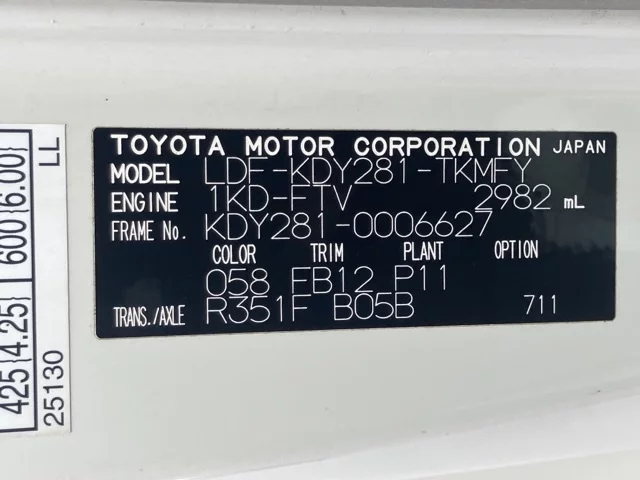 TOYOTA MOTOR CORPORATION JAPAN
MODEL LDF-KDY281-TKMFY
ENGINE 1KD-FTV 2982 mL
FRAME No. KDY281-0006627
COLOR TRIM PLANT OPTION
058 FB12 P11
TRANS./AXLE R351F B05B 711
425 4.25 600 6.00
25130 LL